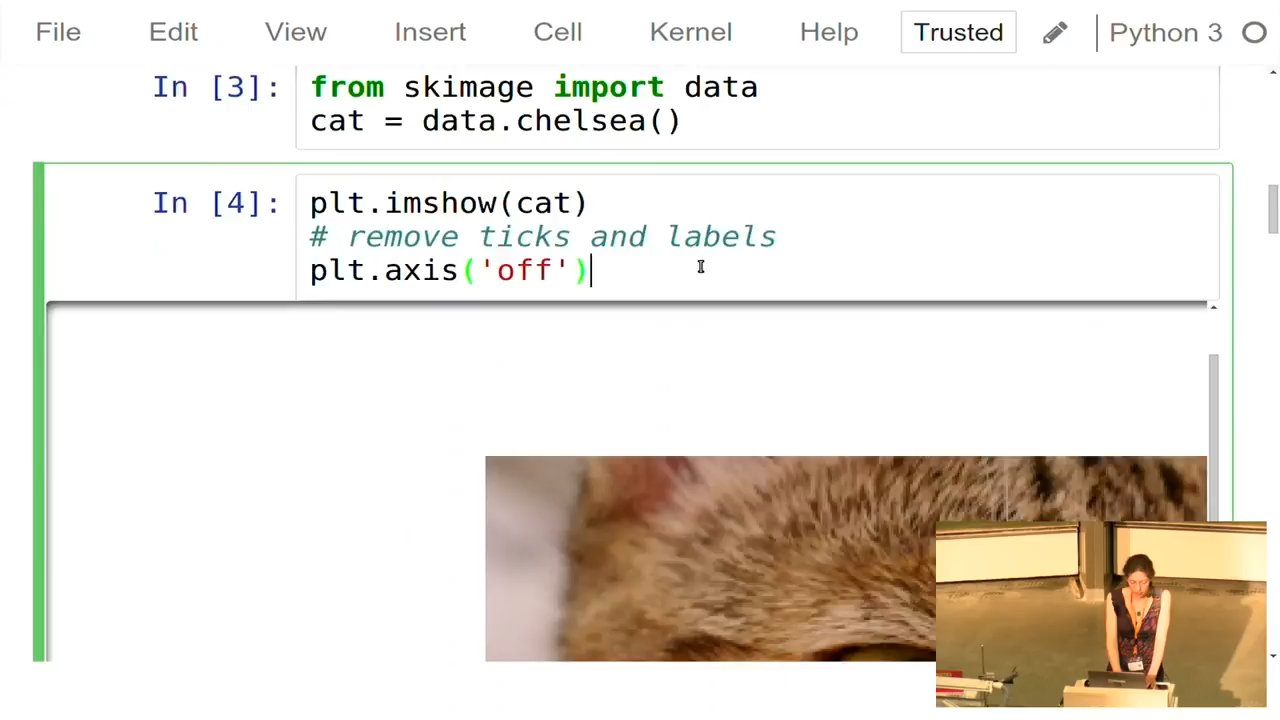 File Edit View Insert Cell Kernel Help Trusted Python 3
In [3]: from skimage import data
cat = data.chelsea()
In [4]: plt.imshow(cat)
# remove ticks and labels
plt.axis('off')